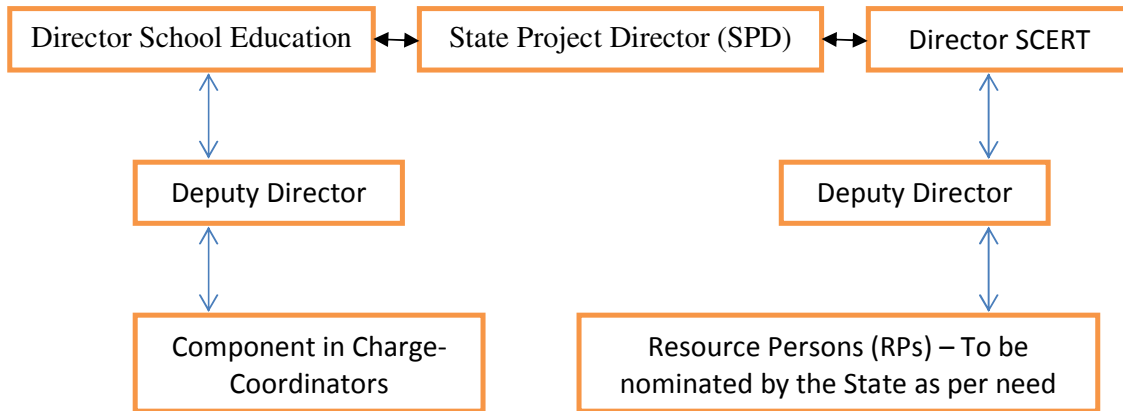 Director School Education
State Project Director (SPD)
Director SCERT
Deputy Director
Deputy Director
Component in Charge-
Coordinators
Resource Persons (RPs) – To be
nominated by the State as per need